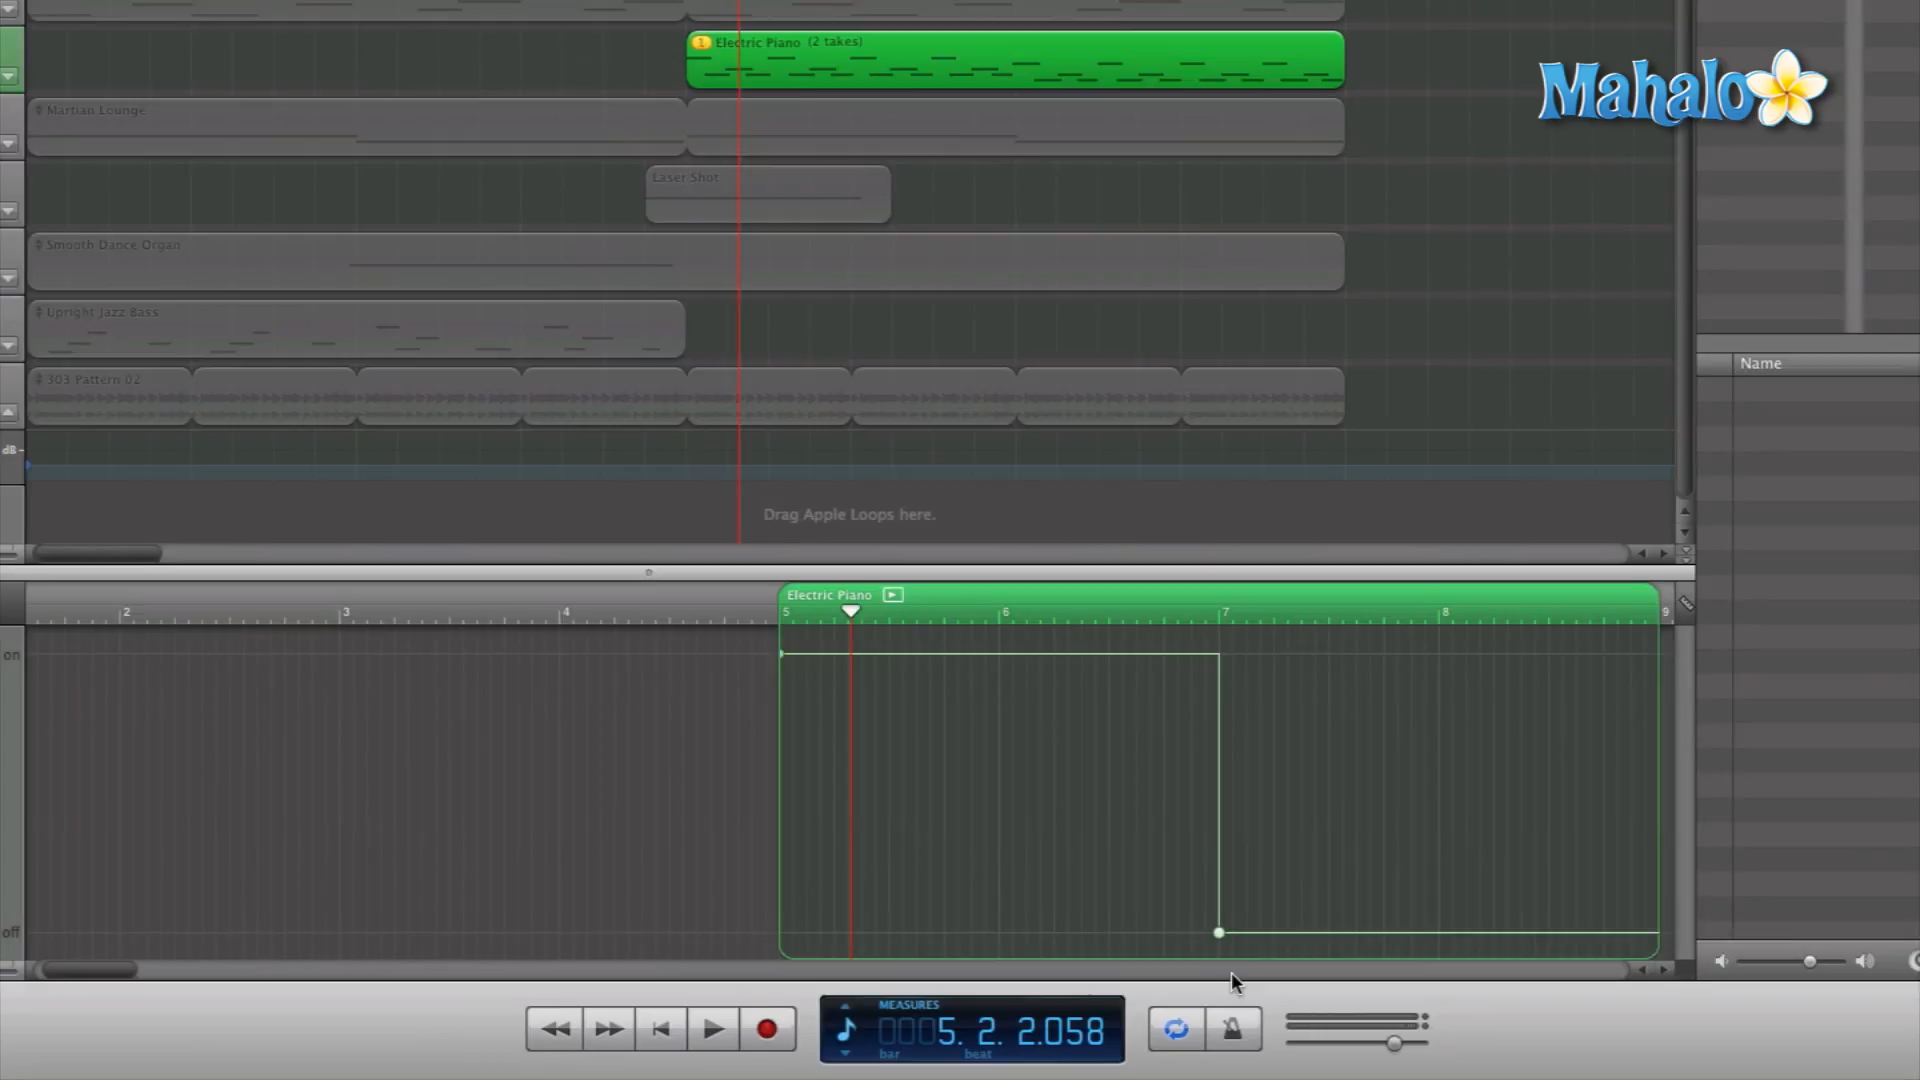 1 Electric Piano (2 takes)
Mahalo
Martian Lounge
Laser Shot
Smooth Dance Organ
Upright Jazz Bass
303 Pattern 02
Name
dB
Drag Apple Loops here.
Electric Piano
2 3 4 5 6 7 8 9
on
off
MEASURES
0005. 2. 2.058
bar beat